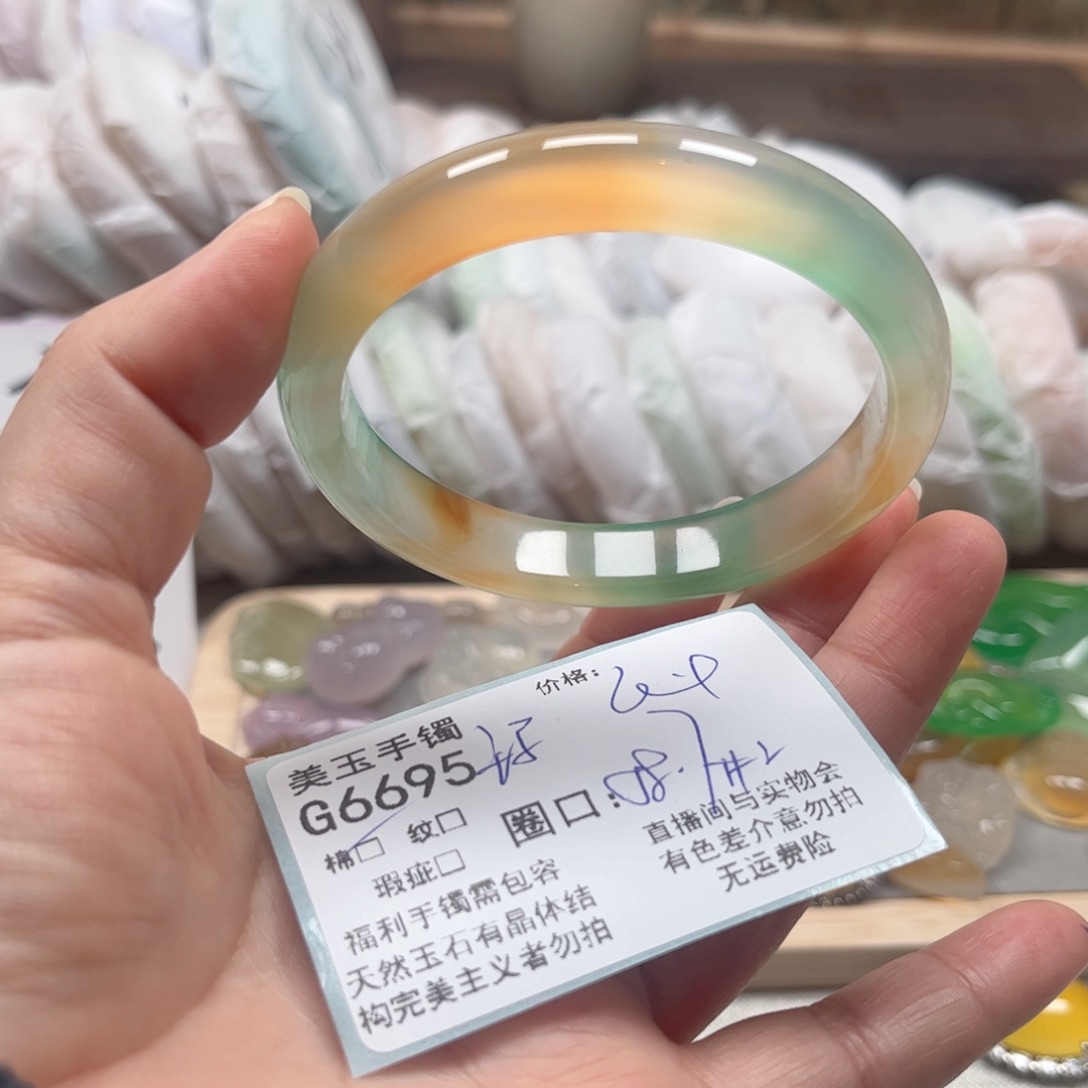 价格:
美玉手镯
G6695
棉□ 纹□ 圈口:
瑕疵□
直播间与实物会
有色差介意勿拍
无运费险
福利手镯需包容
天然玉石有晶体结
构完美主义者勿拍